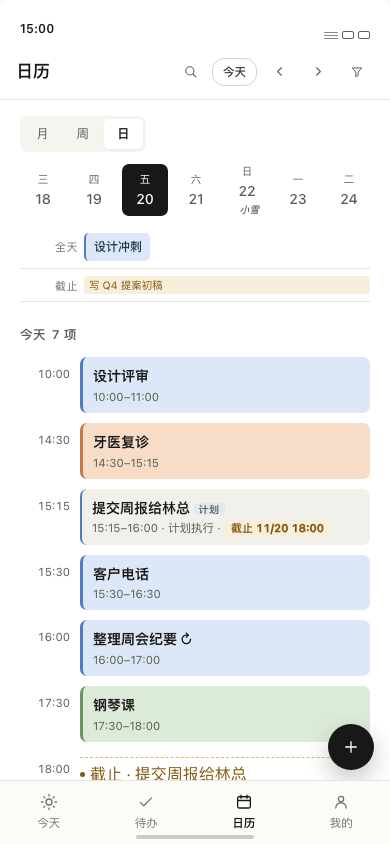 15:00
日历
今天
月 周 日
三 四 五 六 日 一 二
18 19 20 21 22 23 24
小雪
全天 设计冲刺
截止 写 Q4 提案初稿
今天 7 项
10:00 设计评审
10:00–11:00
14:30 牙医复诊
14:30–15:15
15:15 提交周报给林总 计划
15:15–16:00 · 计划执行 · 截止 11/20 18:00
15:30 客户电话
15:30–16:30
16:00 整理周会纪要
16:00–17:00
17:30 钢琴课
17:30–18:00
18:00 截止 · 提交周报给林总
今天 待办 日历 我的